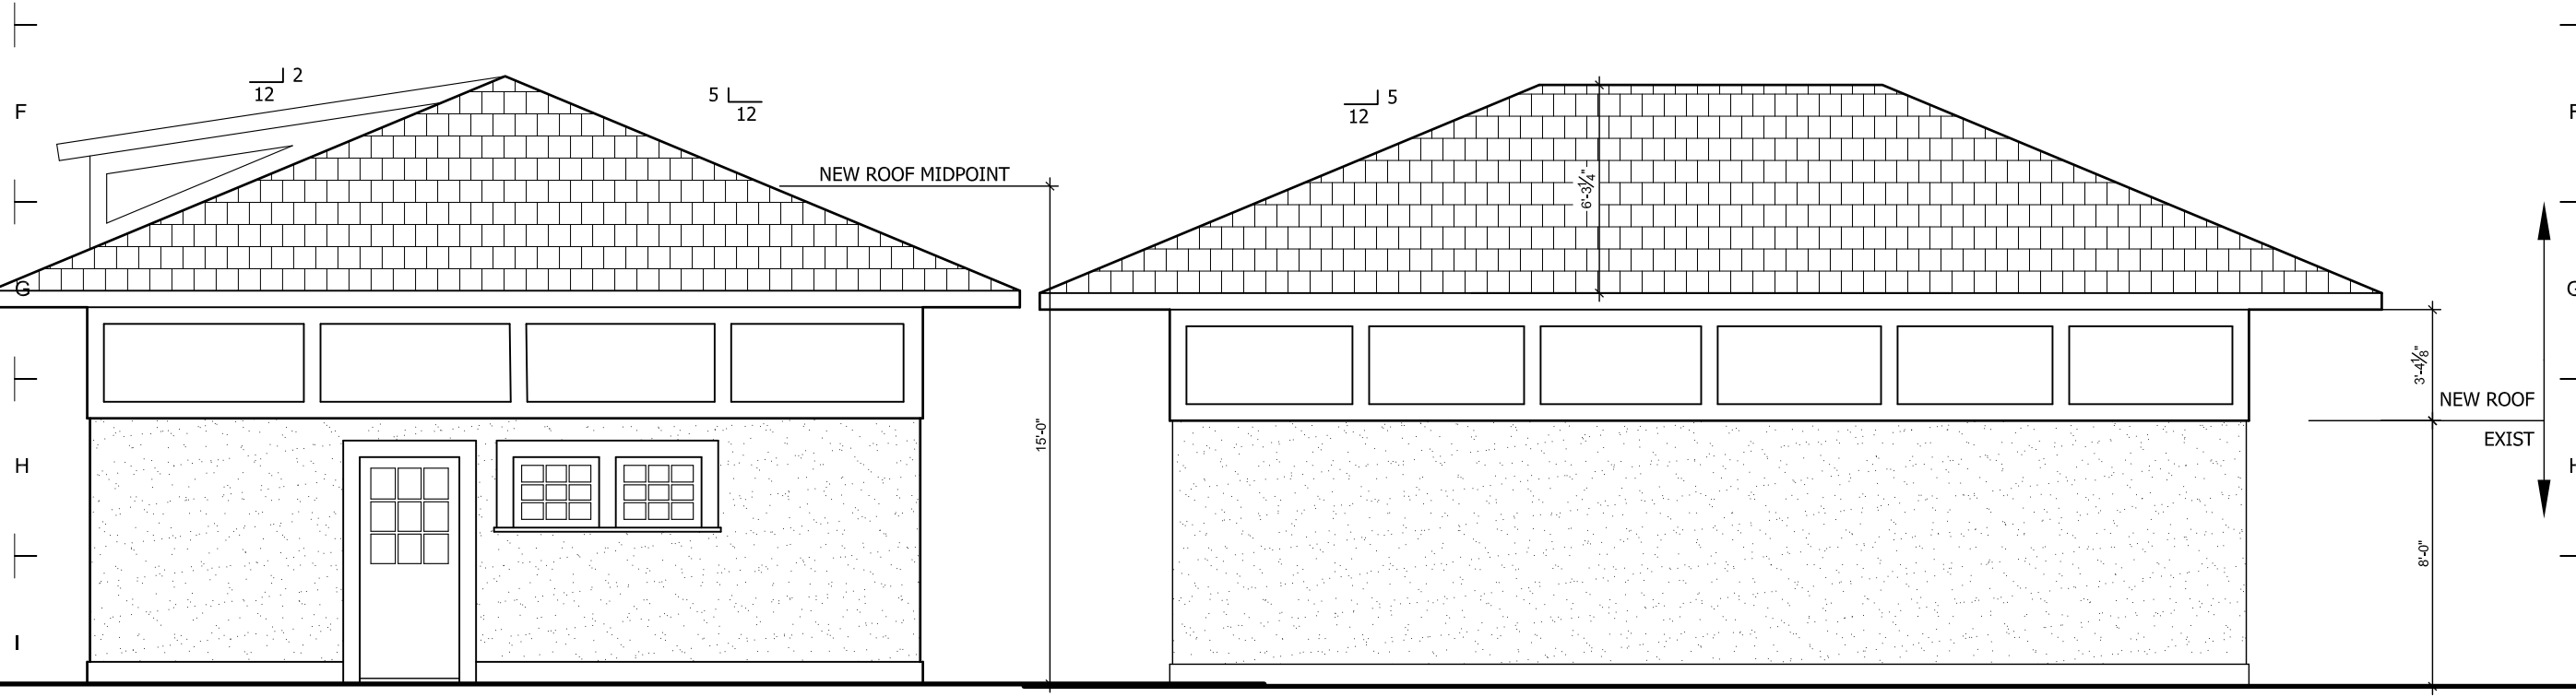 2
12
5
12
5
12
F
F
NEW ROOF MIDPOINT
6'-3¼"
G
G
3'-4⅛"
NEW ROOF
15'-0"
EXIST
H
H
8'-0"
I